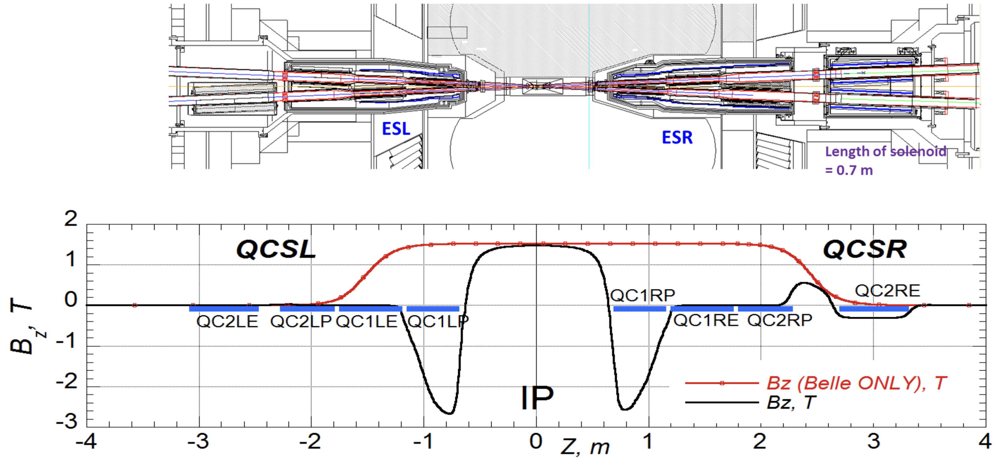 ESL
ESR
Length of solenoid
= 0.7 m
2
1
0
-1
-2
-3
Bz, T
QCSL
QCSR
QC2LE
QC2LP
QC1LE
QC1LP
QC1RP
QC1RE
QC2RP
QC2RE
IP
Bz (Belle ONLY), T
Bz, T
-4
-3
-2
-1
0
Z, m
1
2
3
4